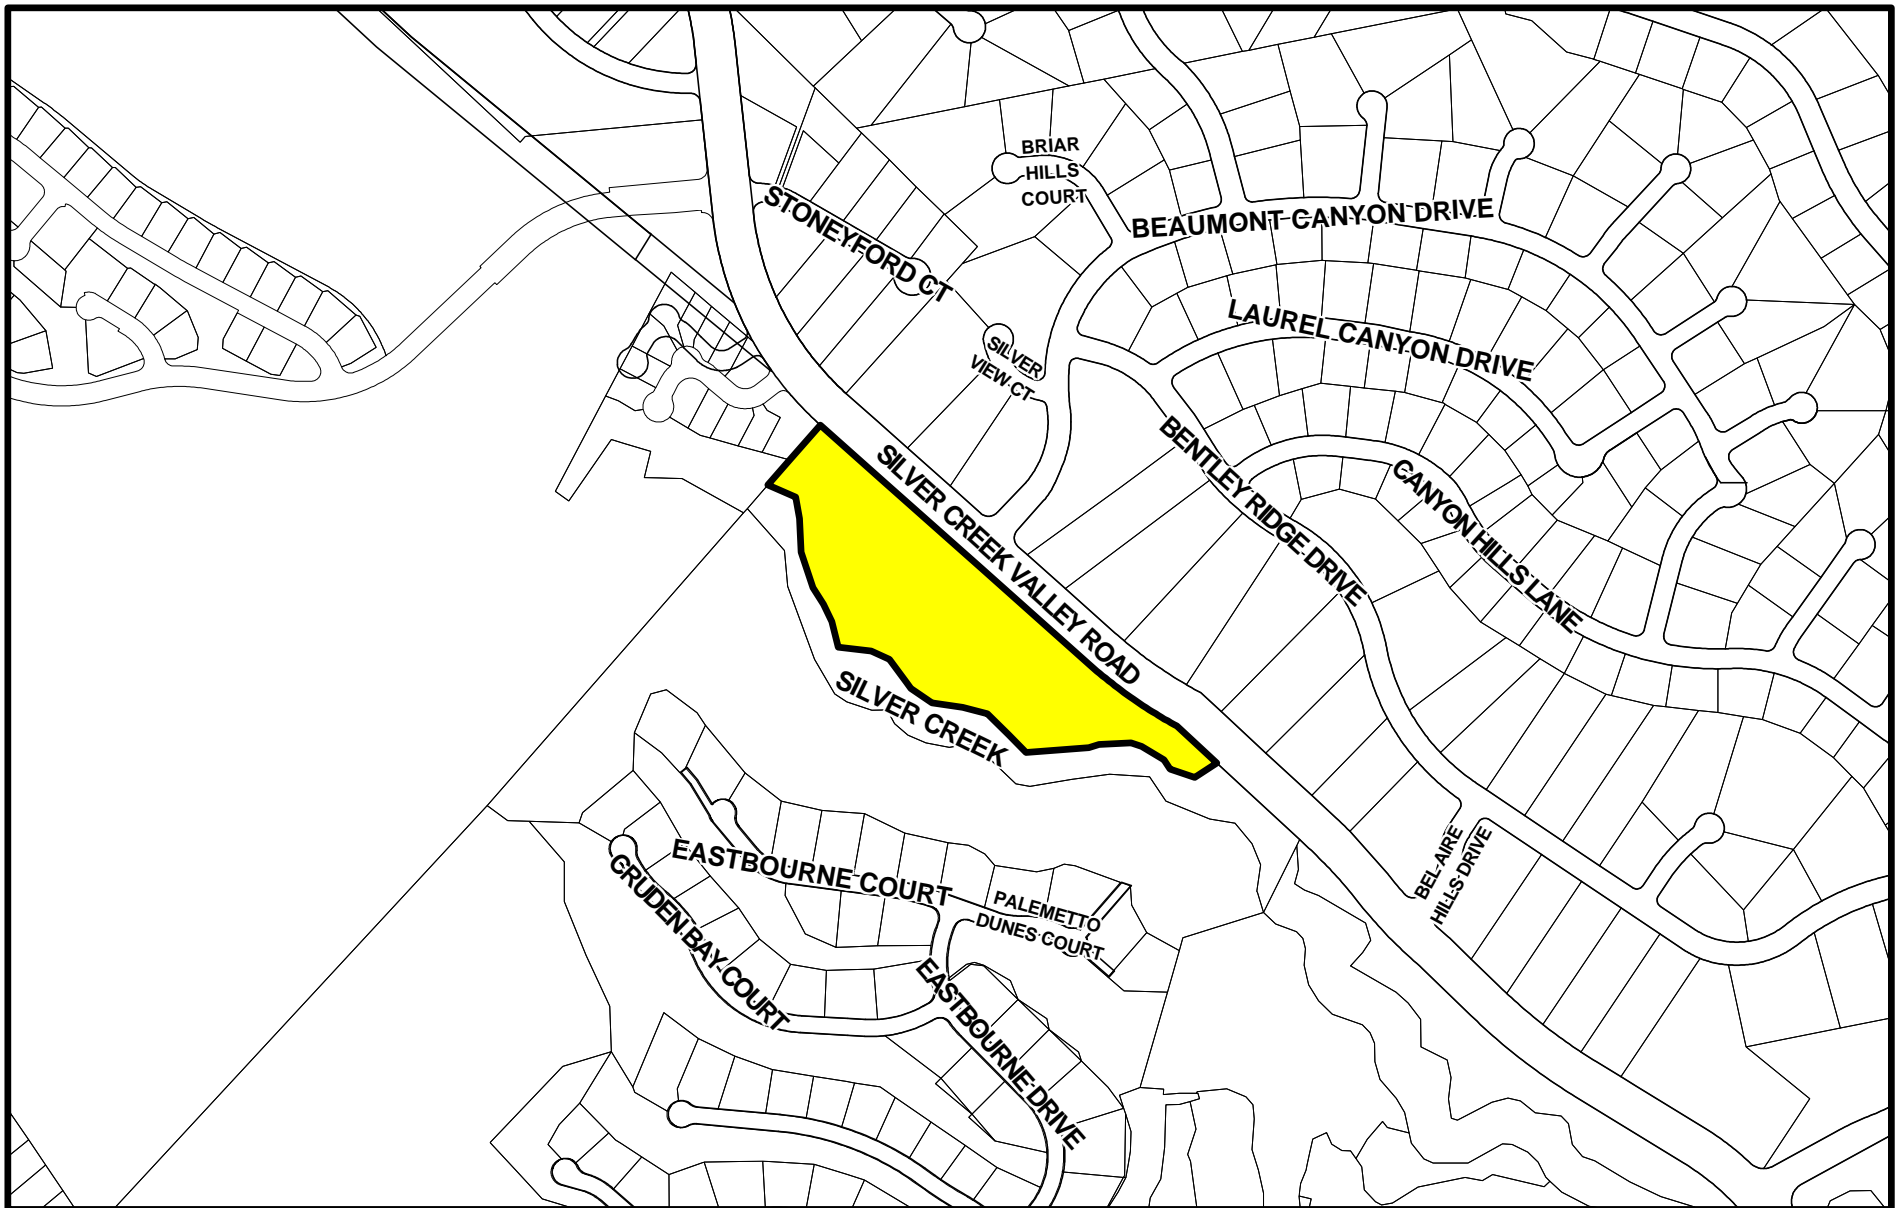 BRIAR
HILLS
COURT
STONEYFORD CT
BEAUMONT CANYON DRIVE
LAUREL CANYON DRIVE
SILVER
VIEW CT
BENTLEY RIDGE DRIVE
CANYON HILLS LANE
SILVER CREEK VALLEY ROAD
SILVER CREEK
BEL AIRE
HILLS DRIVE
EASTBOURNE COURT
CRUDEN BAY COURT
PALEMETTO
DUNES COURT
EASTBOURNE DRIVE